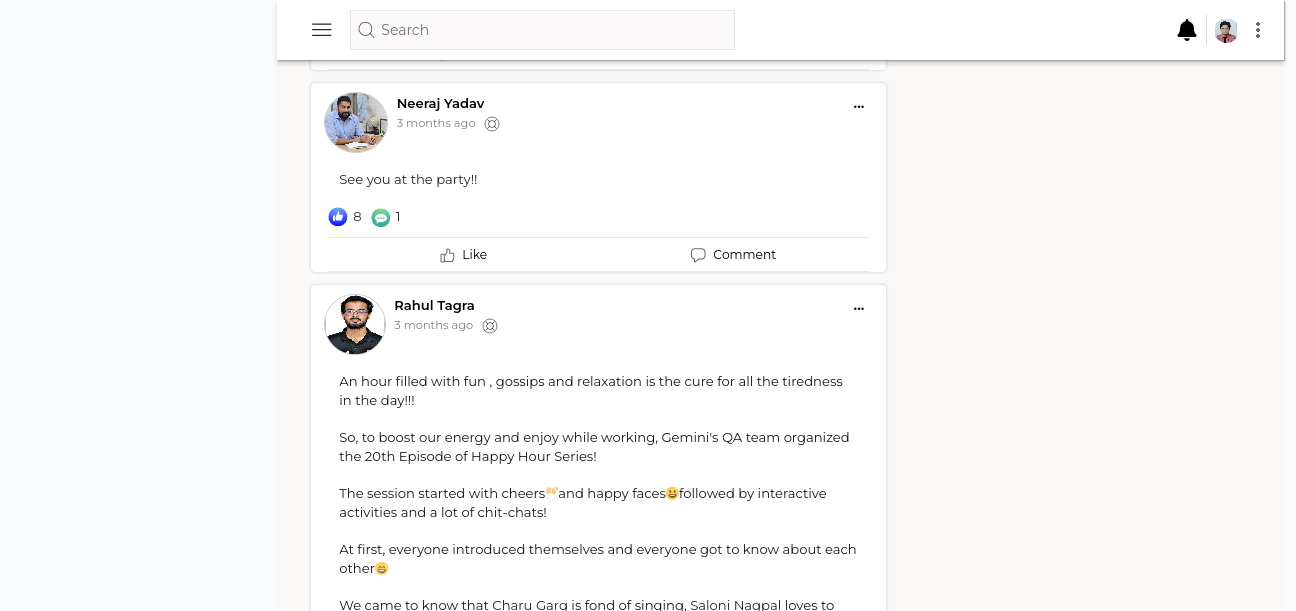 Search
Neeraj Yadav
3 months ago
See you at the party!!
8 1
Like Comment
Rahul Tagra
3 months ago
An hour filled with fun , gossips and relaxation is the cure for all the tiredness
in the day!!!
So, to boost our energy and enjoy while working, Gemini's QA team organized
the 20th Episode of Happy Hour Series!
The session started with cheers🥂and happy faces😃followed by interactive
activities and a lot of chit-chats!
At first, everyone introduced themselves and everyone got to know about each
other😁
We came to know that Charu Garg is fond of singing, Saloni Nagpal loves to